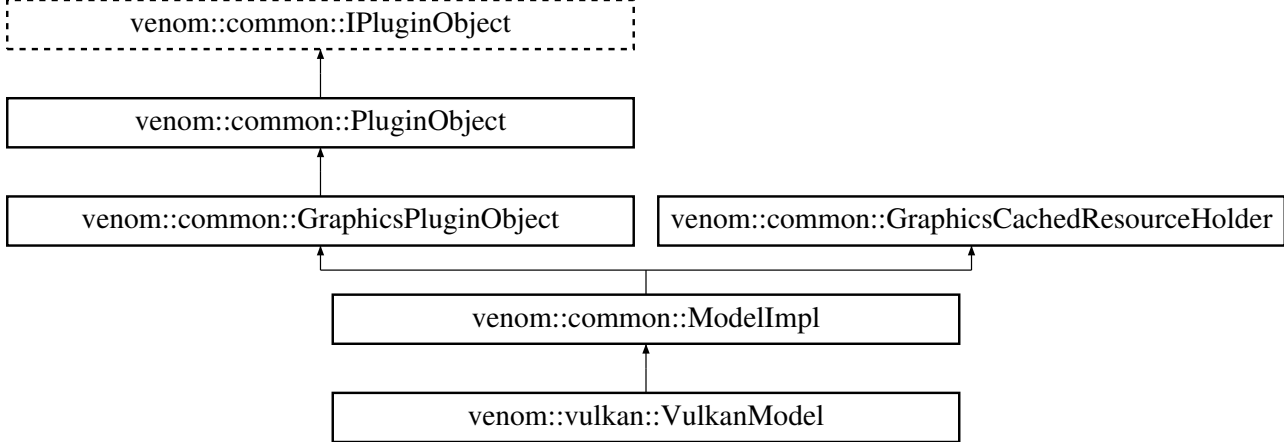 venom::common::IPluginObject
venom::common::PluginObject
venom::common::GraphicsPluginObject
venom::common::GraphicsCachedResourceHolder
venom::common::ModelImpl
venom::vulkan::VulkanModel